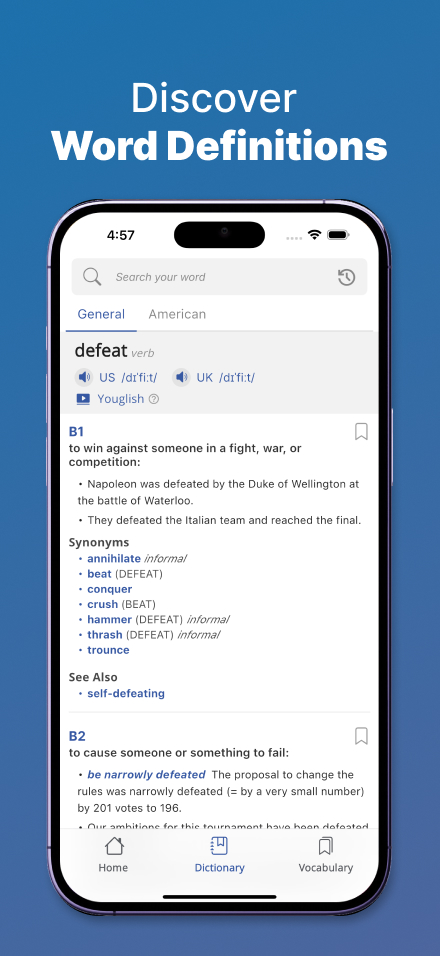 Discover
Word Definitions
4:57
Search your word
General American
defeat verb
US /dɪˈfiːt/ UK /dɪˈfiːt/
Youglish ?
B1
to win against someone in a fight, war, or
competition:
• Napoleon was defeated by the Duke of Wellington at
the battle of Waterloo.
• They defeated the Italian team and reached the final.
Synonyms
• annihilate informal
• beat (DEFEAT)
• conquer
• crush (BEAT)
• hammer (DEFEAT) informal
• thrash (DEFEAT) informal
• trounce
See Also
• self-defeating
B2
to cause someone or something to fail:
• be narrowly defeated The proposal to change the
rules was narrowly defeated (= by a very small number)
by 201 votes to 196.
• Our ambitions for this tournament have been defeated
Home Dictionary Vocabulary